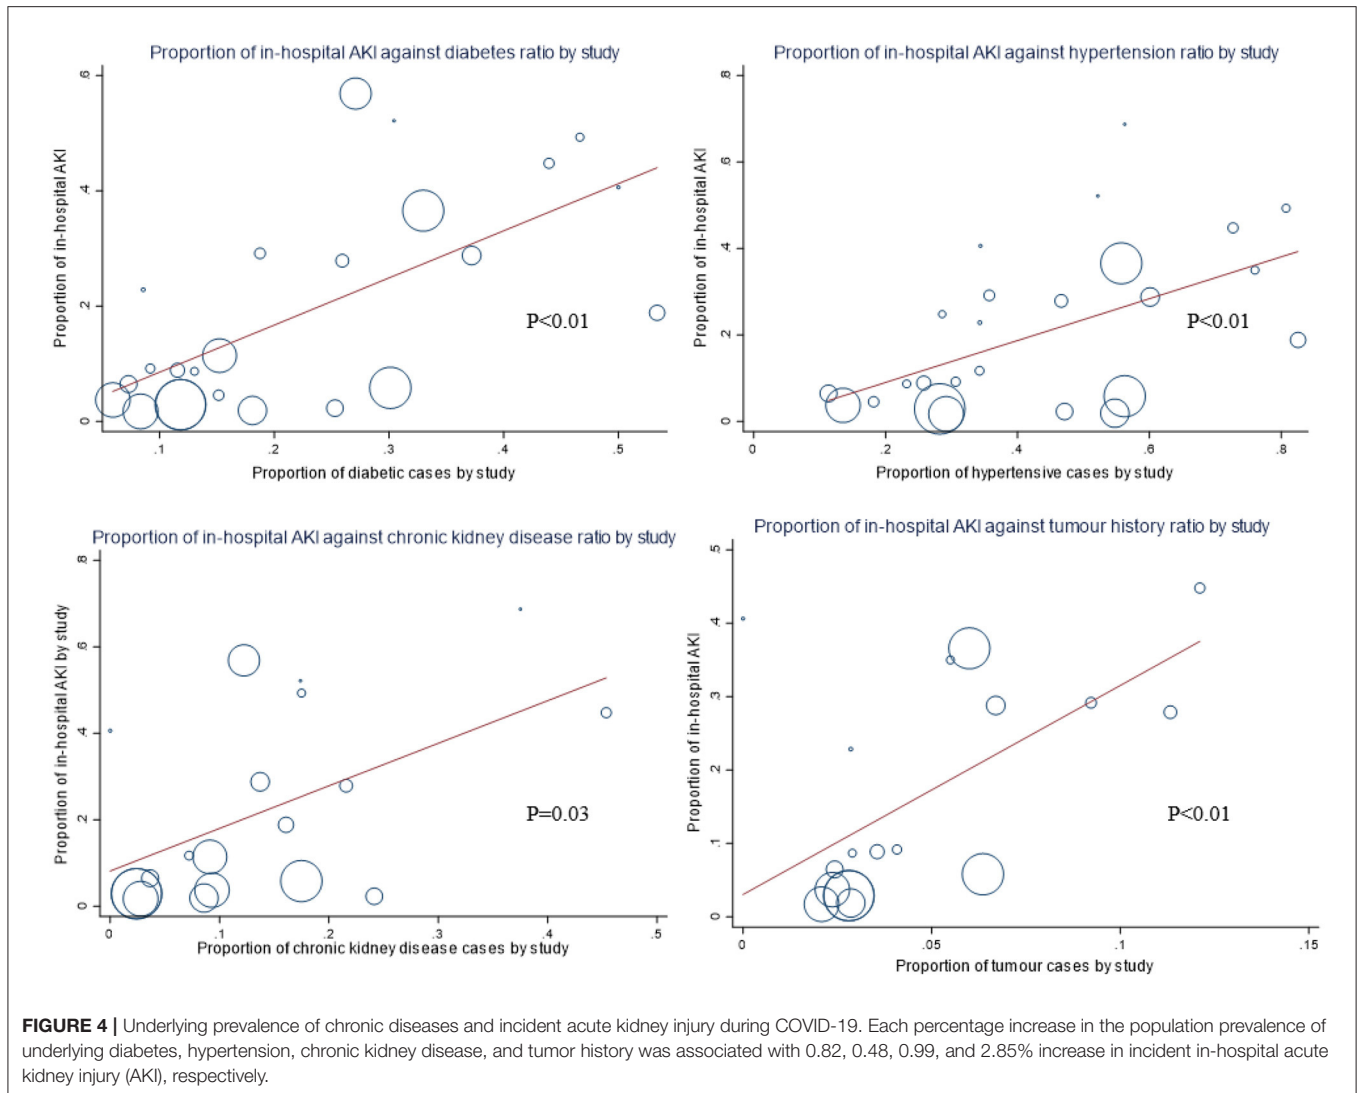 Proportion of in-hospital AKI against diabetes ratio by study
Proportion of in-hospital AKI
.6
.4
.2
0
P<0.01
.1 .2 .3 .4 .5
Proportion of diabetic cases by study
Proportion of in-hospital AKI against hypertension ratio by study
Proportion of in-hospital AKI
.8
.6
.4
.2
0
P<0.01
0 .2 .4 .6 .8
Proportion of hypertensive cases by study
Proportion of in-hospital AKI against chronic kidney disease ratio by study
Proportion of in-hospital AKI by study
.8
.6
.4
.2
0
P=0.03
0 .1 .2 .3 .4 .5
Proportion of chronic kidney disease cases by study
Proportion of in-hospital AKI against tumour history ratio by study
Proportion of in-hospital AKI
.5
.4
.3
.2
.1
0
P<0.01
0 .05 .1 .15
Proportion of tumour cases by study
FIGURE 4 | Underlying prevalence of chronic diseases and incident acute kidney injury during COVID-19. Each percentage increase in the population prevalence of
underlying diabetes, hypertension, chronic kidney disease, and tumor history was associated with 0.82, 0.48, 0.99, and 2.85% increase in incident in-hospital acute
kidney injury (AKI), respectively.